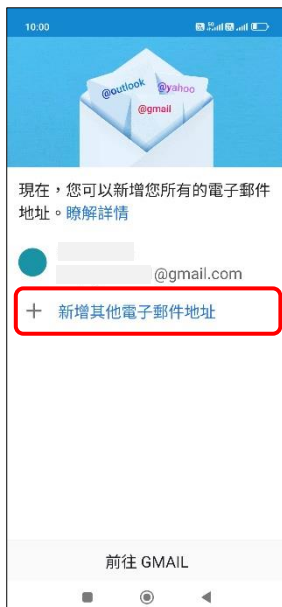 10:00
@outlook
@yahoo
@gmail
現在，您可以新增您所有的電子郵件
地址。瞭解詳情
@gmail.com
+ 新增其他電子郵件地址
前往 GMAIL